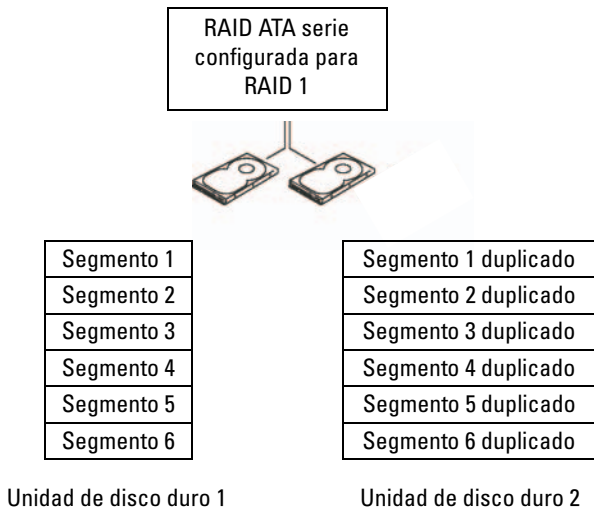 RAID ATA serie
configurada para
RAID 1
Segmento 1
Segmento 2
Segmento 3
Segmento 4
Segmento 5
Segmento 6
Segmento 1 duplicado
Segmento 2 duplicado
Segmento 3 duplicado
Segmento 4 duplicado
Segmento 5 duplicado
Segmento 6 duplicado
Unidad de disco duro 1
Unidad de disco duro 2